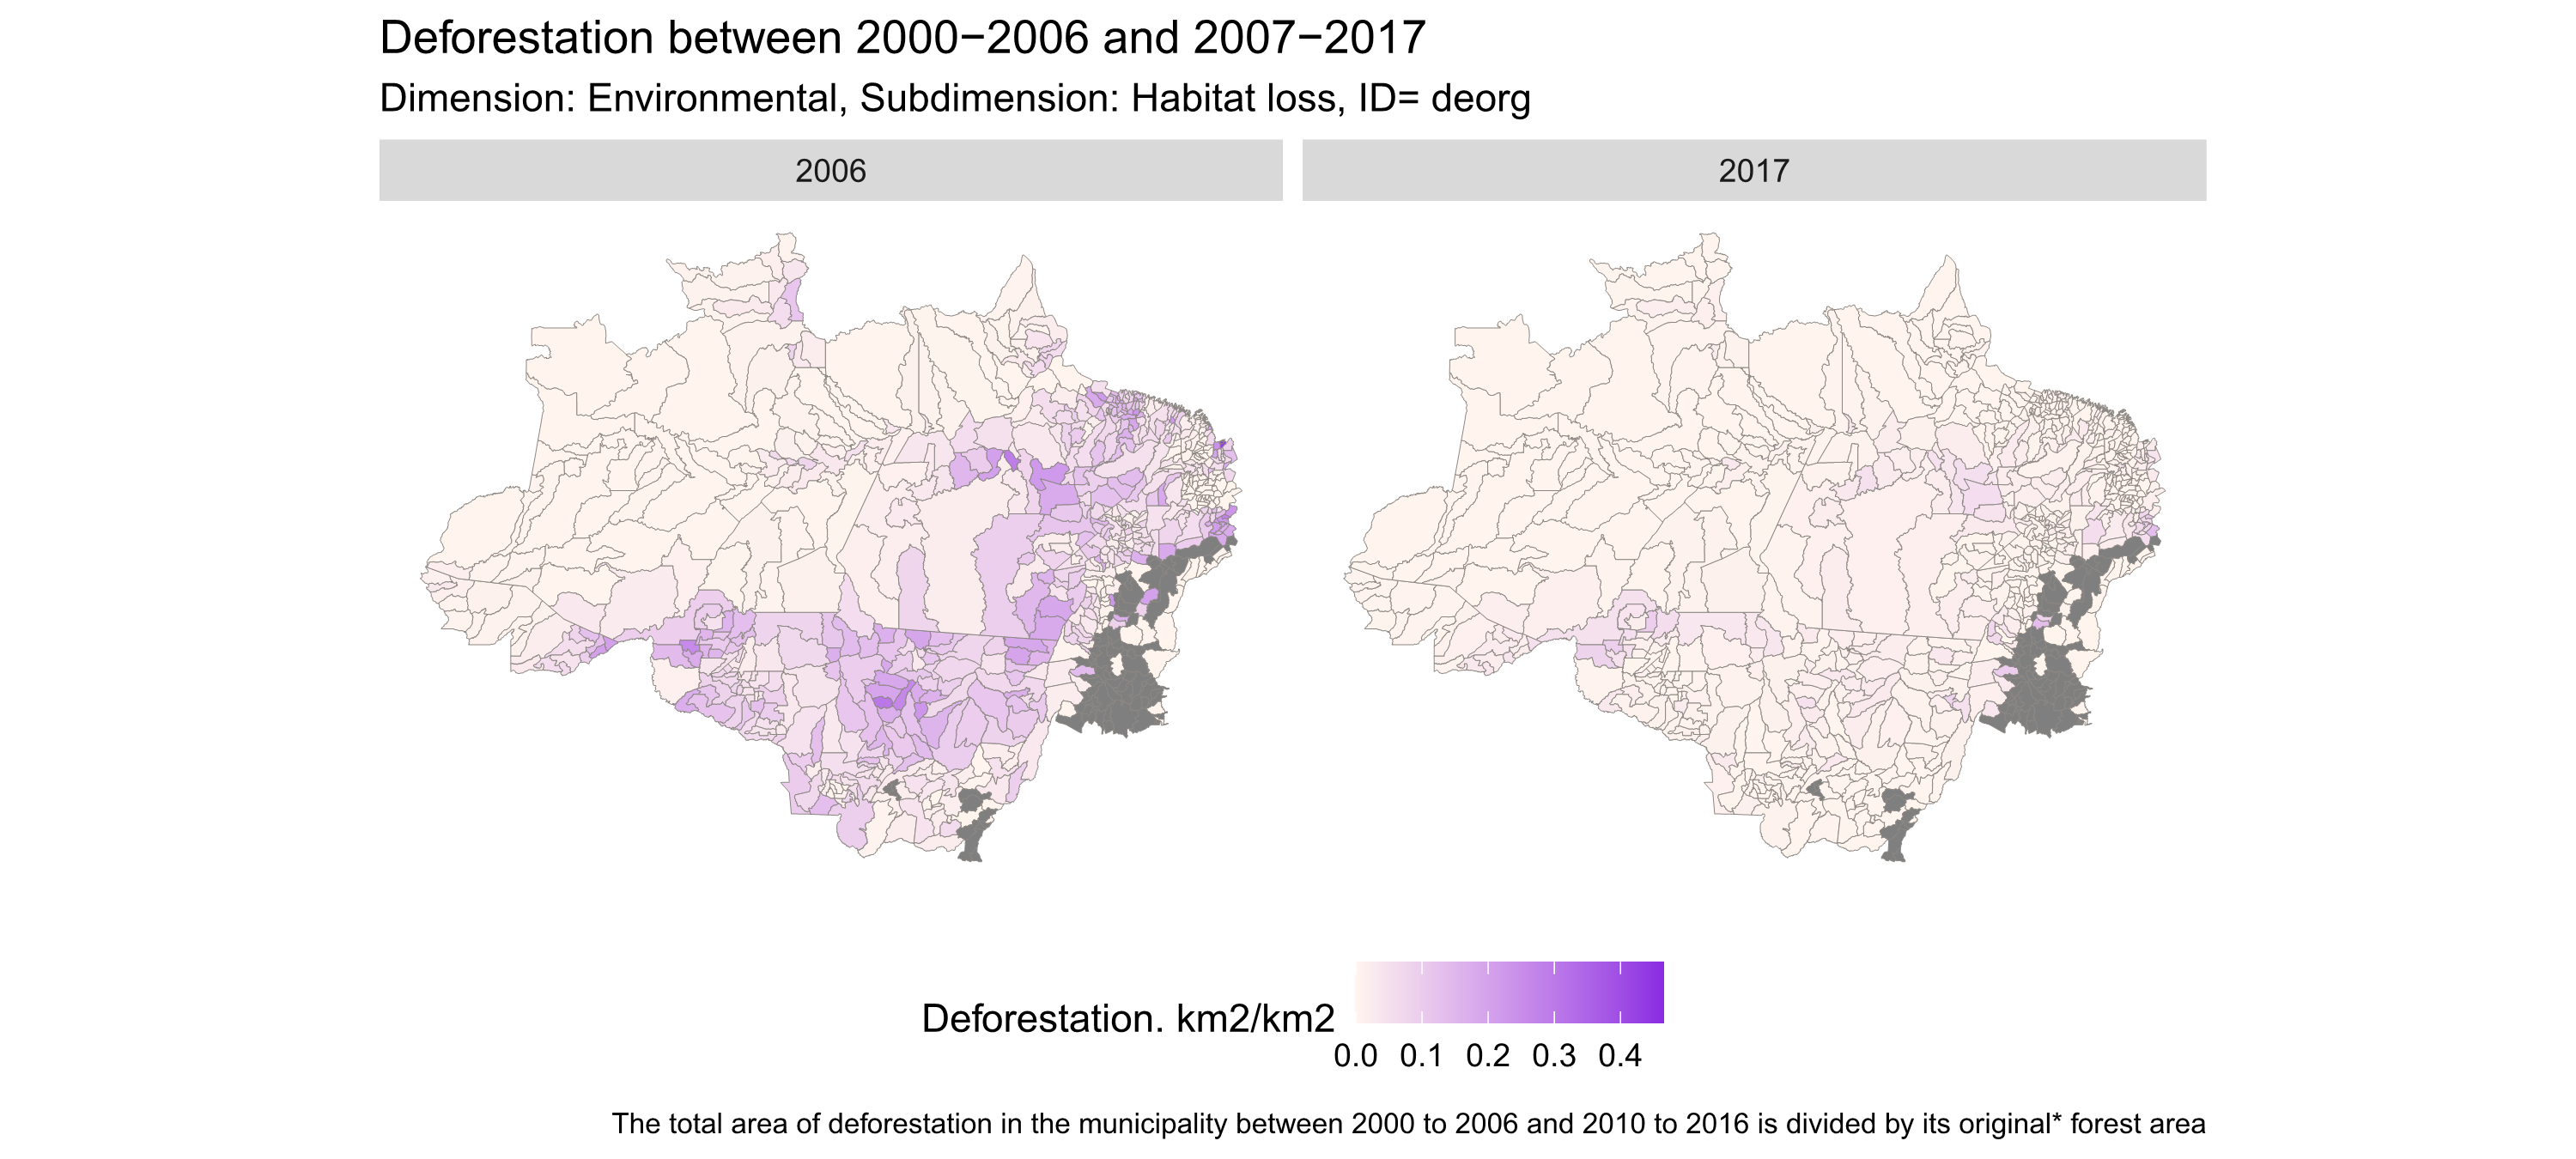 Deforestation between 2000−2006 and 2007−2017
Dimension: Environmental, Subdimension: Habitat loss, ID= deorg
2006
2017
Deforestation. km2/km2
0.0 0.1 0.2 0.3 0.4
The total area of deforestation in the municipality between 2000 to 2006 and 2010 to 2016 is divided by its original* forest area